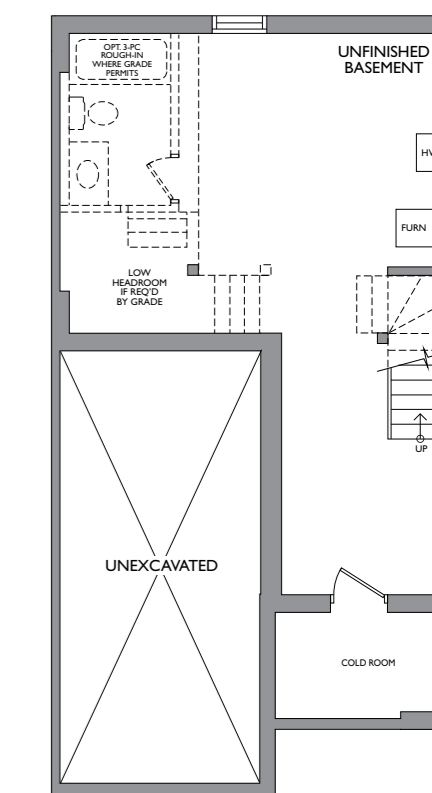 OPT. 3-PC
ROUGH-IN
WHERE GRADE
PERMITS
UNFINISHED
BASEMENT
FURN
LOW
HEADROOM
IF REQ'D
BY GRADE
UP
UNEXCAVATED
COLD ROOM